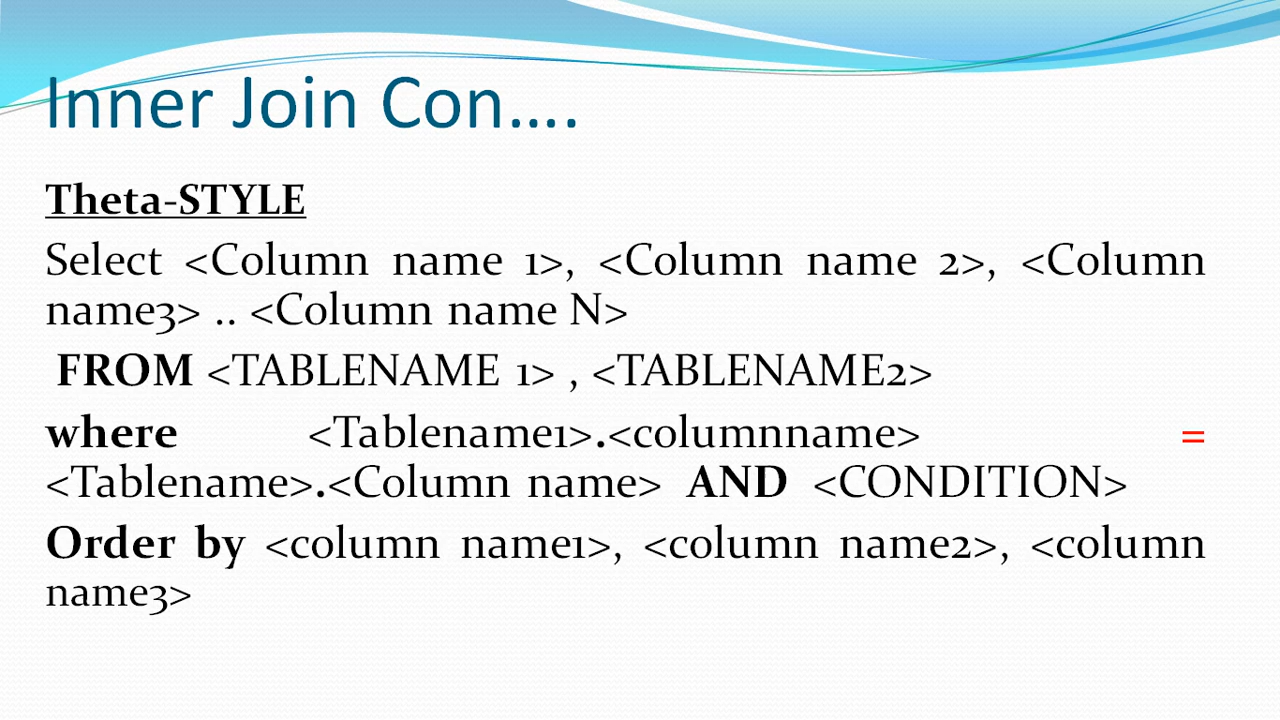 Inner Join Con….
Theta-STYLE
Select <Column name 1>, <Column name 2>, <Column
name3> .. <Column name N>
FROM <TABLENAME 1> , <TABLENAME2>
where <Tablename1>.<columnname> =
<Tablename>.<Column name> AND <CONDITION>
Order by <column name1>, <column name2>, <column
name3>